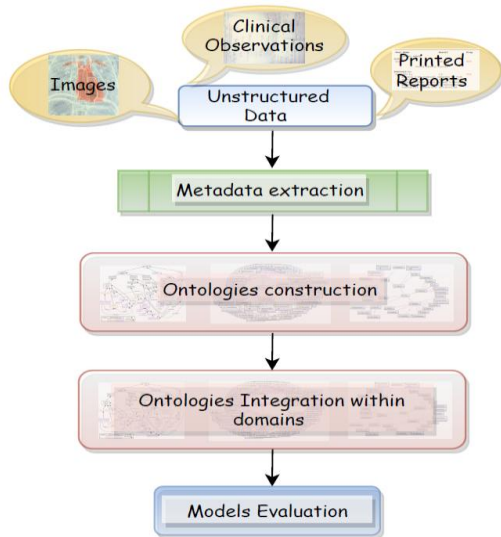 Clinical
Observations
Images
Printed
Reports
Unstructured
Data
Metadata extraction
Ontologies construction
Ontologies Integration within
domains
Models Evaluation